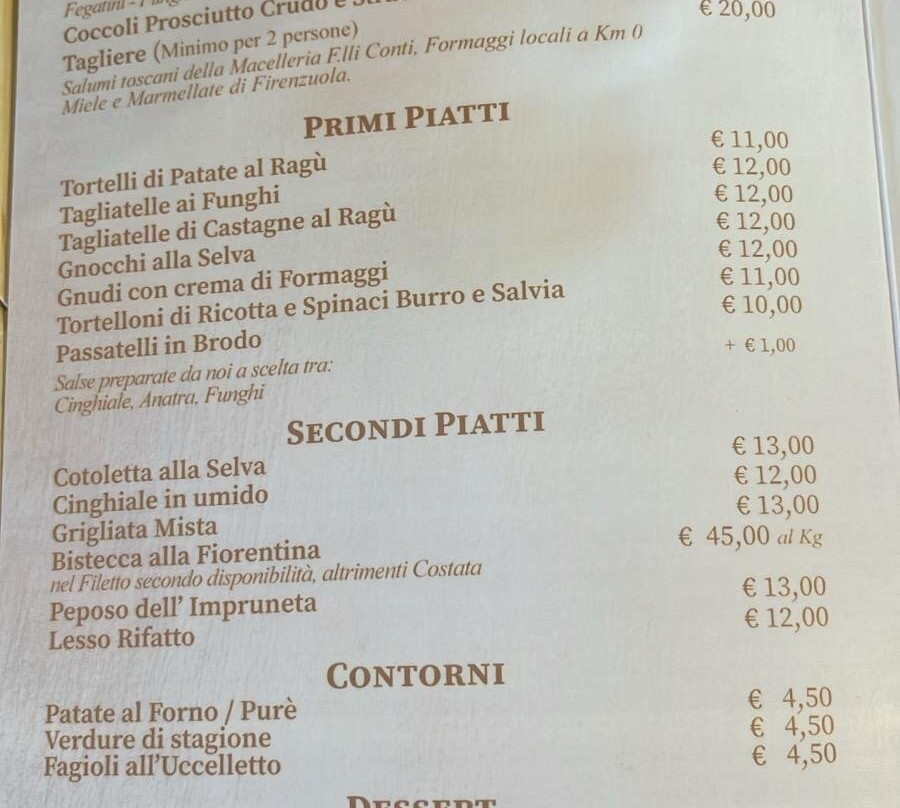 Fegatini -
Coccoli Prosciutto Crudo e
Tagliere (Minimo per 2 persone) € 20,00
Salumi toscani della Macelleria F.lli Conti, Formaggi locali a Km 0
Miele e Marmellate di Firenzuola.
PRIMI PIATTI
Tortelli di Patate al Ragù € 11,00
Tagliatelle ai Funghi € 12,00
Tagliatelle di Castagne al Ragù € 12,00
Gnocchi alla Selva € 12,00
Gnudi con crema di Formaggi € 12,00
Tortelloni di Ricotta e Spinaci Burro e Salvia € 11,00
Passatelli in Brodo € 10,00
Salse preparate da noi a scelta tra: + € 1,00
Cinghiale, Anatra, Funghi
SECONDI PIATTI
Cotoletta alla Selva € 13,00
Cinghiale in umido € 12,00
Grigliata Mista € 13,00
Bistecca alla Fiorentina € 45,00 al Kg
nel Filetto secondo disponibilità, altrimenti Costata
Peposo dell' Impruneta € 13,00
Lesso Rifatto € 12,00
CONTORNI
Patate al Forno / Purè € 4,50
Verdure di stagione € 4,50
Fagioli all'Uccelletto € 4,50
DESSERT